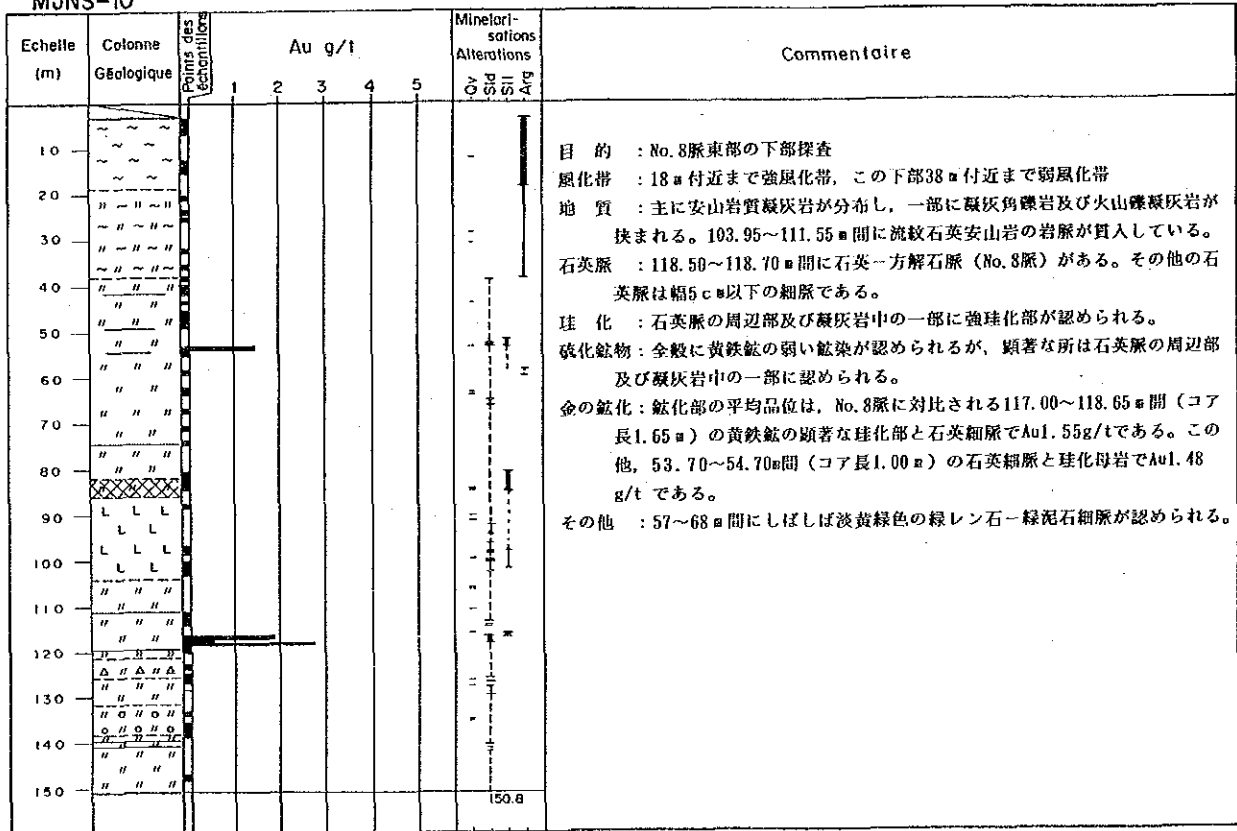 MJNS-10
Echelle (m)
Colonne Géologique
Points des échantillons
Au g/t
1 2 3 4 5
Minelori-sations
Alterations
Qv Sld Sil Arg
Commentaire
10
20
30
40
50
60
70
80
90
100
110
120
130
140
150
150.8
目 的 : No.8脈東部の下部探査
風化帯 : 18m付近まで強風化帯, この下部38m付近まで弱風化帯
地 質 : 主に安山岩質凝灰岩が分布し, 一部に凝灰角礫岩及び火山礫凝灰岩が
挟まれる。103.95~111.55m間に流紋石英安山岩の岩脈が貫入している。
石英脈 : 118.50~118.70m間に石英-方解石脈 (No.8脈) がある。その他の石
英脈は幅5cm以下の細脈である。
珪 化 : 石英脈の周辺部及び凝灰岩中の一部に強珪化部が認められる。
硫化鉱物: 全般に黄鉄鉱の弱い鉱染が認められるが, 顕著な所は石英脈の周辺部
及び凝灰岩中の一部に認められる。
金の鉱化: 鉱化部の平均品位は, No.8脈に対比される117.00~118.65m間 (コア
長1.65m) の黄鉄鉱の顕著な珪化部と石英細脈でAu1.55g/tである。この
他, 53.70~54.70m間 (コア長1.00m) の石英細脈と珪化母岩でAu1.48
g/t である。
その他 : 57~68m間にしばしば淡黄緑色の緑レン石-緑泥石細脈が認められる。